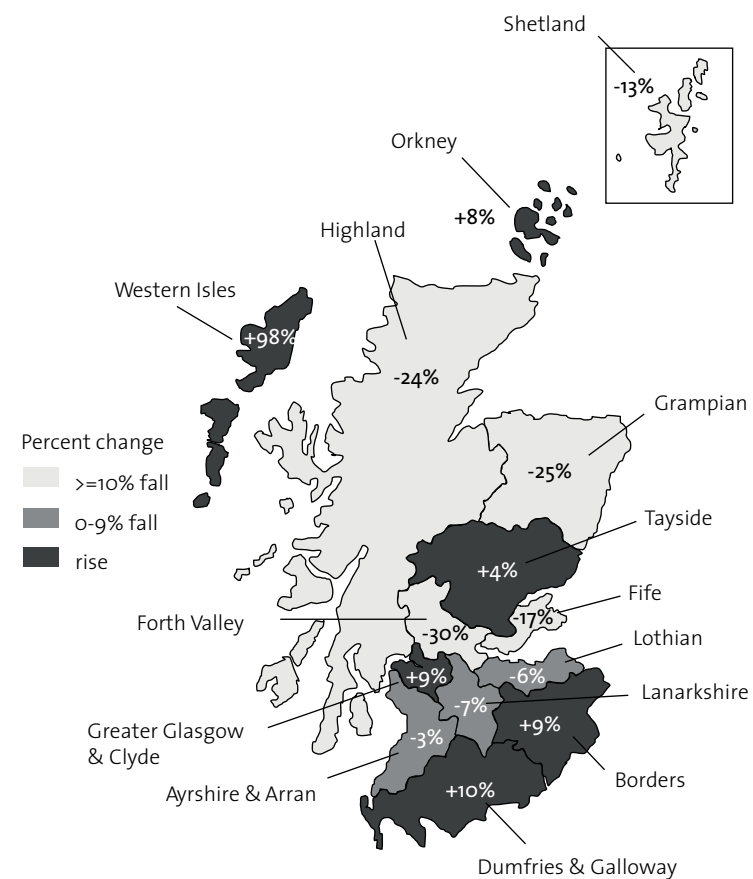 Shetland
-13%
Orkney
+8%
Highland
Western Isles
+98%
-24%
Grampian
Percent change
-25%
>=10% fall
0-9% fall
Tayside
rise
+4%
Fife
-17%
Forth Valley
-30%
Lothian
+9%
-6%
Lanarkshire
-7%
Greater Glasgow
& Clyde
-3%
+9%
Borders
Ayrshire & Arran
+10%
Dumfries & Galloway